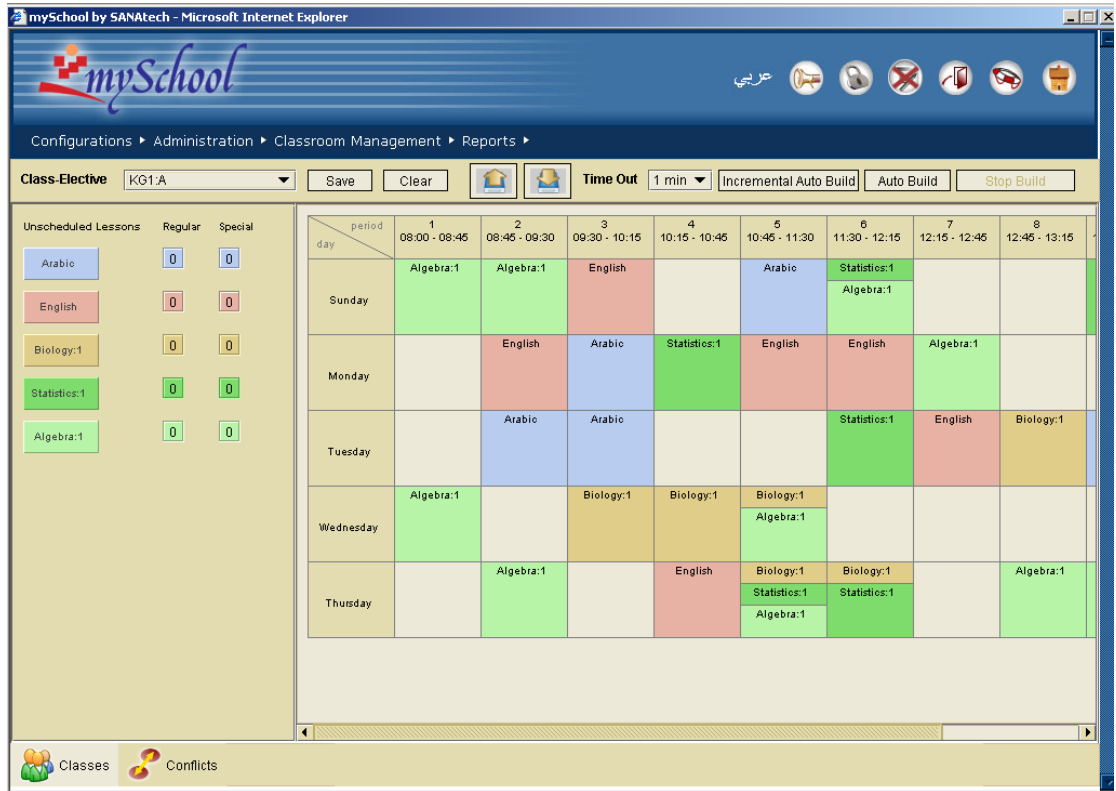 mySchool by SANAtech - Microsoft Internet Explorer
mySchool
عربي
Configurations Administration Classroom Management Reports
Class-Elective KG1:A Save Clear Time Out 1 min Incremental Auto Build Auto Build Stop Build
Unscheduled Lessons Regular Special
Arabic 0 0
English 0 0
Biology:1 0 0
Statistics:1 0 0
Algebra:1 0 0
period 1 2 3 4 5 6 7 8
day 08:00 - 08:45 08:45 - 09:30 09:30 - 10:15 10:15 - 10:45 10:45 - 11:30 11:30 - 12:15 12:15 - 12:45 12:45 - 13:15
Algebra:1 Algebra:1 English Arabic Statistics:1
Algebra:1
Sunday
English Arabic Statistics:1 English English Algebra:1
Monday
Arabic Arabic Statistics:1 English Biology:1
Tuesday
Algebra:1 Biology:1 Biology:1 Biology:1
Algebra:1
Wednesday
Algebra:1 English Biology:1 Biology:1 Algebra:1
Statistics:1 Statistics:1
Thursday
Algebra:1
Classes Conflicts